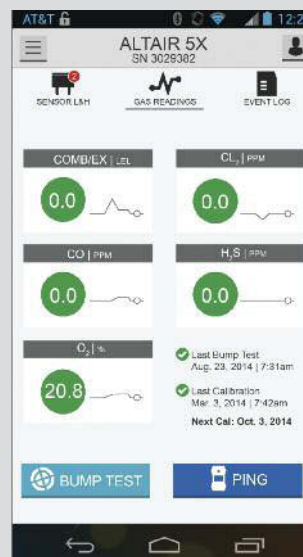 AT&T 12:2
ALTAIR 5X
SN 3029382
2
SENSOR L&H GAS READINGS EVENT LOG
COMB/EX | LEL
0.0
CL₂ | PPM
0.0
CO | PPM
0.0
H₂S | PPM
0.0
O₂ | %
20.8
Last Bump Test
Aug. 23, 2014 | 7:31am
Last Calibration
Mar. 3, 2014 | 7:42am
Next Cal: Oct. 3, 2014
BUMP TEST
PING